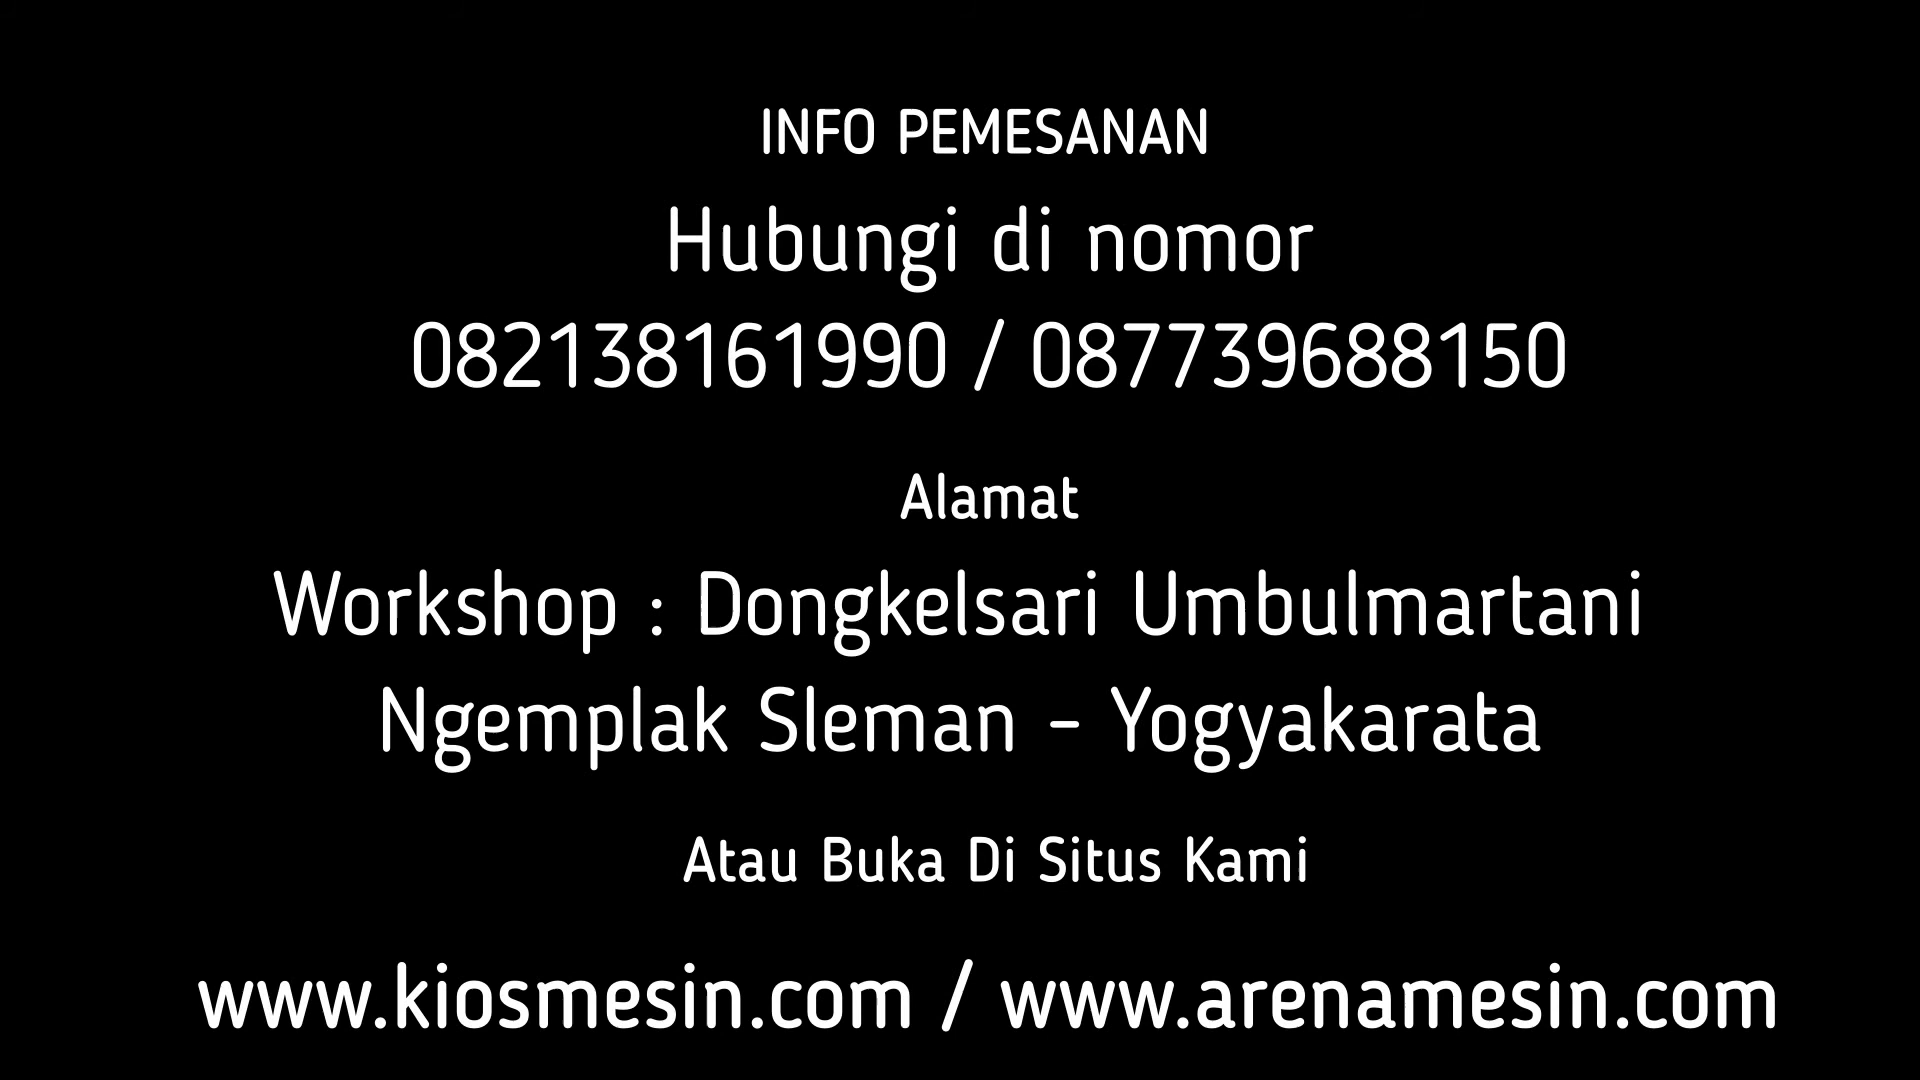 INFO PEMESANAN
Hubungi di nomor
082138161990 / 087739688150
Alamat
Workshop : Dongkelsari Umbulmartani
Ngemplak Sleman - Yogyakarata
Atau Buka Di Situs Kami
www.kiosmesin.com / www.arenamesin.com